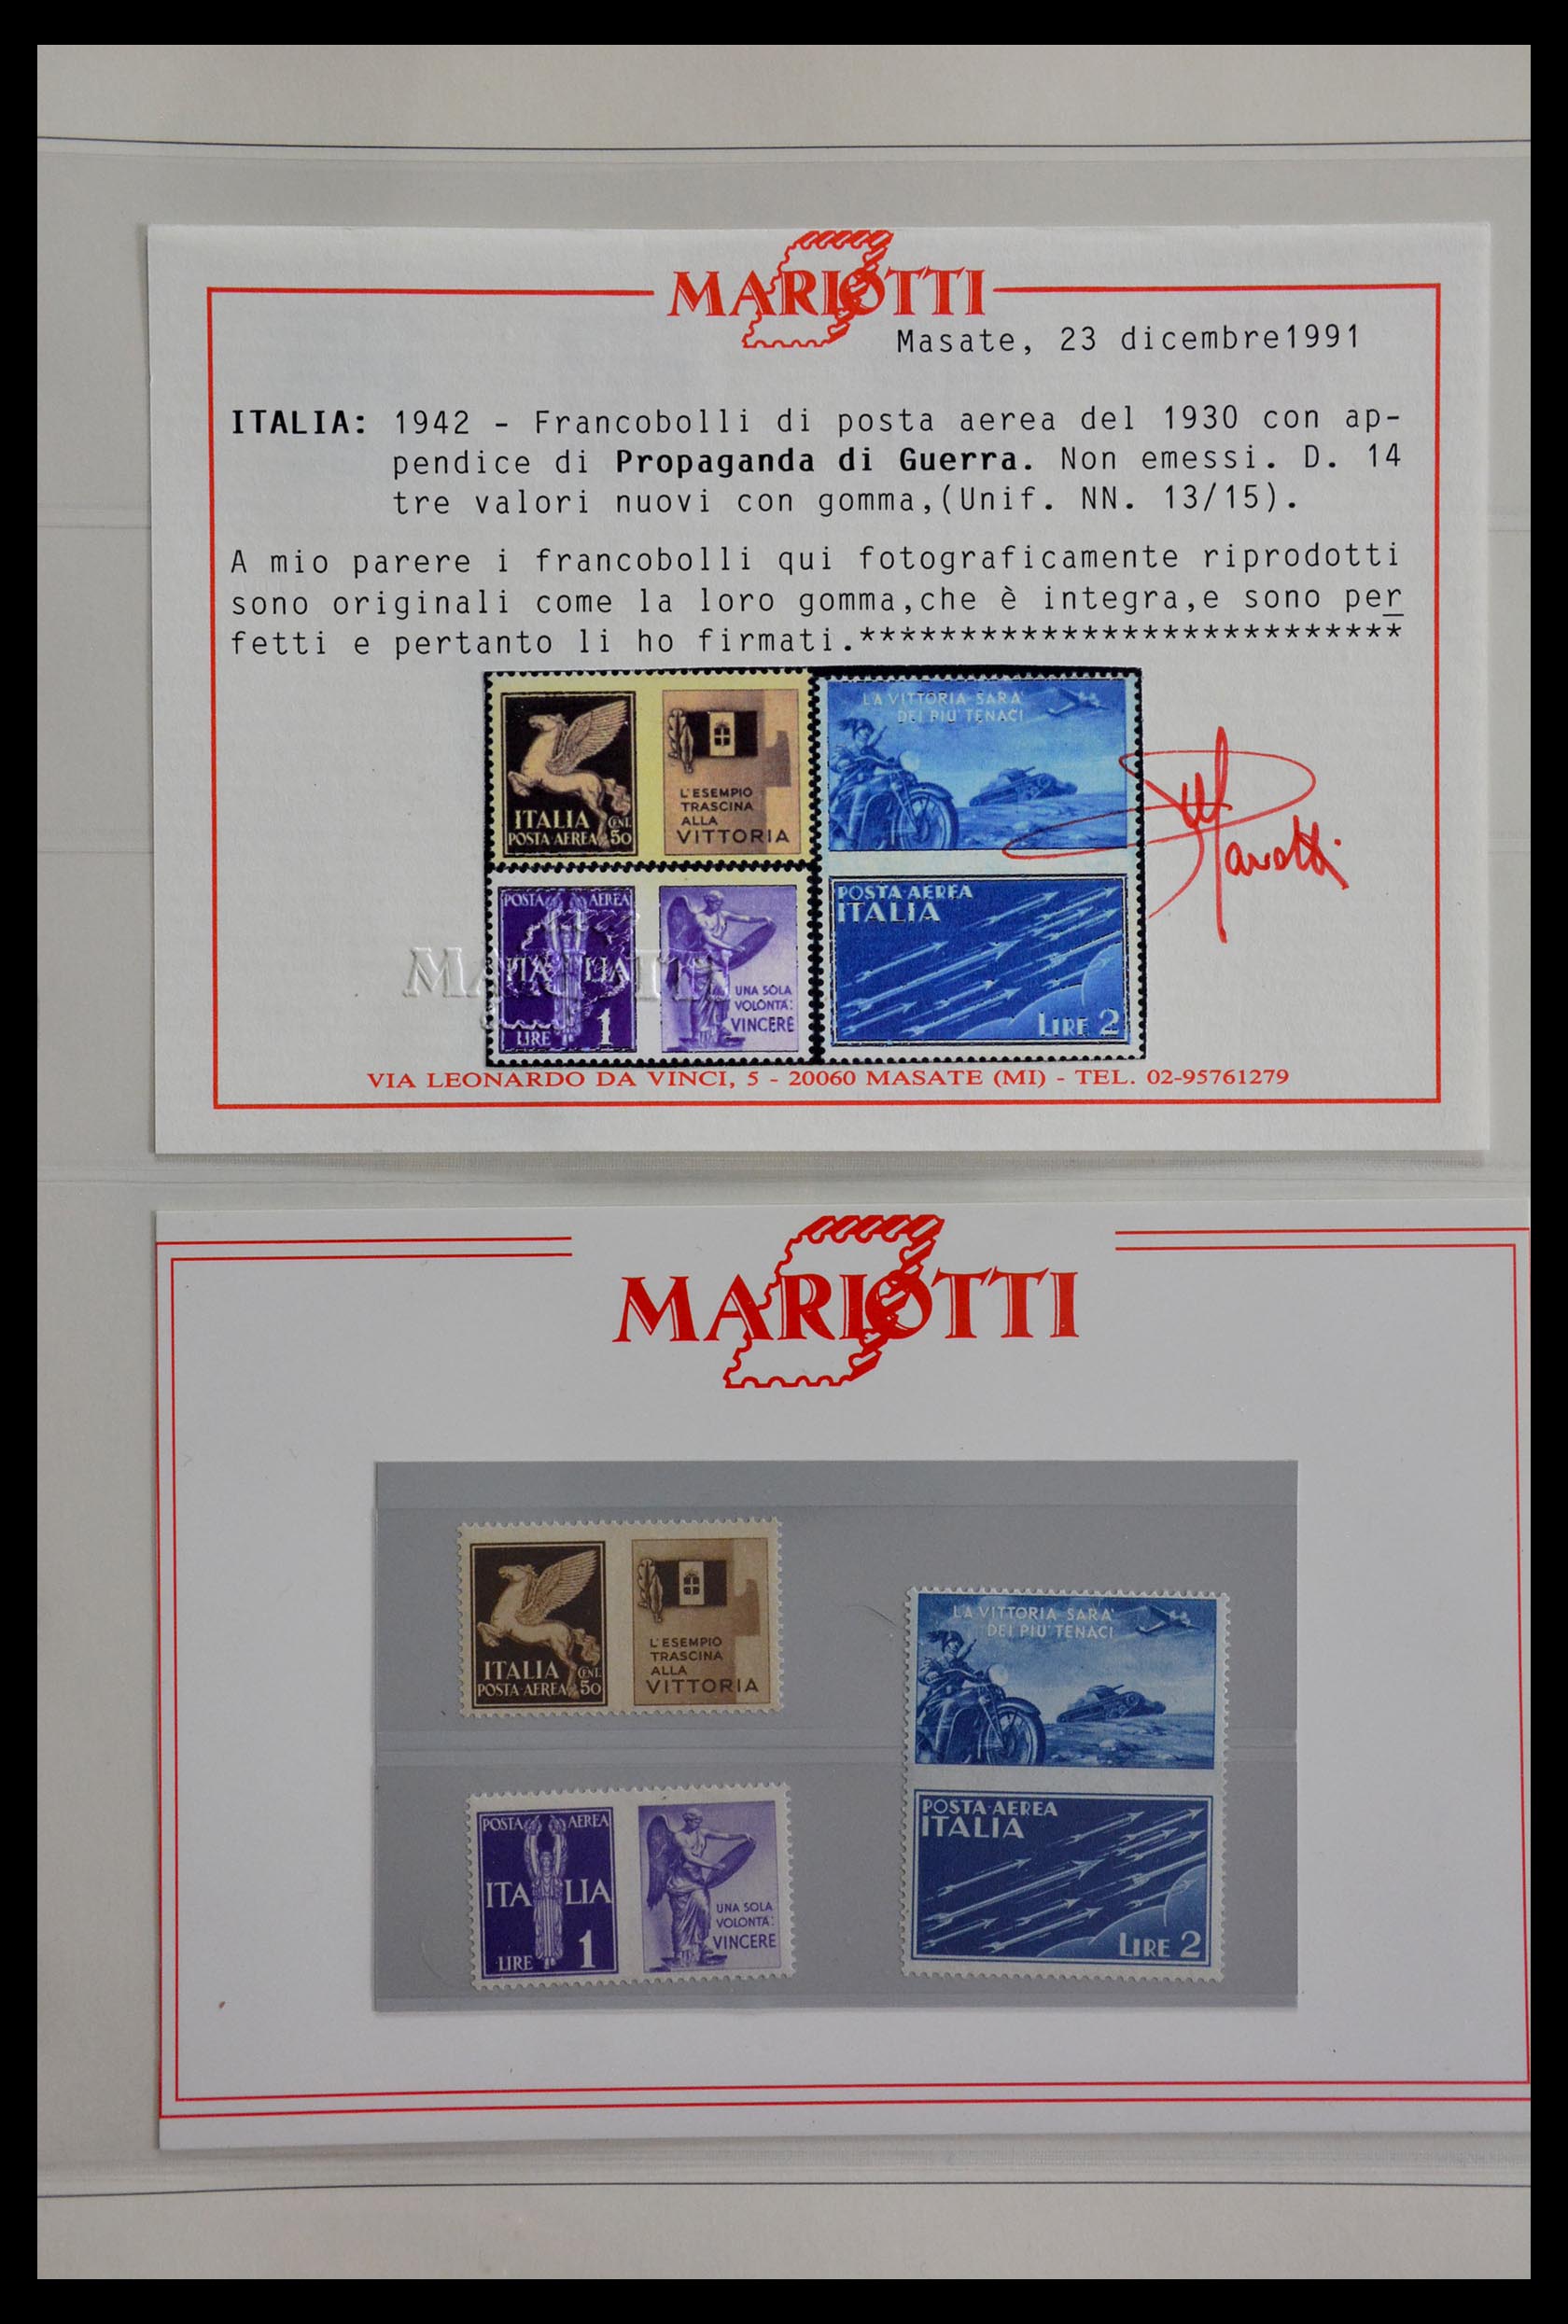 MARIOTTI
Masate, 23 dicembre1991
ITALIA: 1942 - Francobolli di posta aerea del 1930 con ap-
pendice di Propaganda di Guerra. Non emessi. D. 14
tre valori nuovi con gomma,(Unif. NN. 13/15).
A mio parere i francobolli qui fotograficamente riprodotti
sono originali come la loro gomma,che è integra,e sono per
fetti e pertanto li ho firmati.***************************
ITALIA
POSTA·AEREA
CENT.
50
L'ESEMPIO
TRASCINA
ALLA
VITTORIA
LA VITTORIA SARA'
DEI PIU' TENACI
POSTA AEREA
ITALIA
LIRE 1
UNA SOLA
VOLONTA':
VINCERE
POSTA·AEREA
ITALIA
LIRE 2
MARIOTTI
VIA LEONARDO DA VINCI, 5 - 20060 MASATE (MI) - TEL. 02-95761279
MARIOTTI
ITALIA
POSTA·AEREA
CENT.
50
L'ESEMPIO
TRASCINA
ALLA
VITTORIA
LA VITTORIA SARA'
DEI PIU' TENACI
POSTA AEREA
ITALIA
LIRE 1
UNA SOLA
VOLONTA':
VINCERE
POSTA·AEREA
ITALIA
LIRE 2